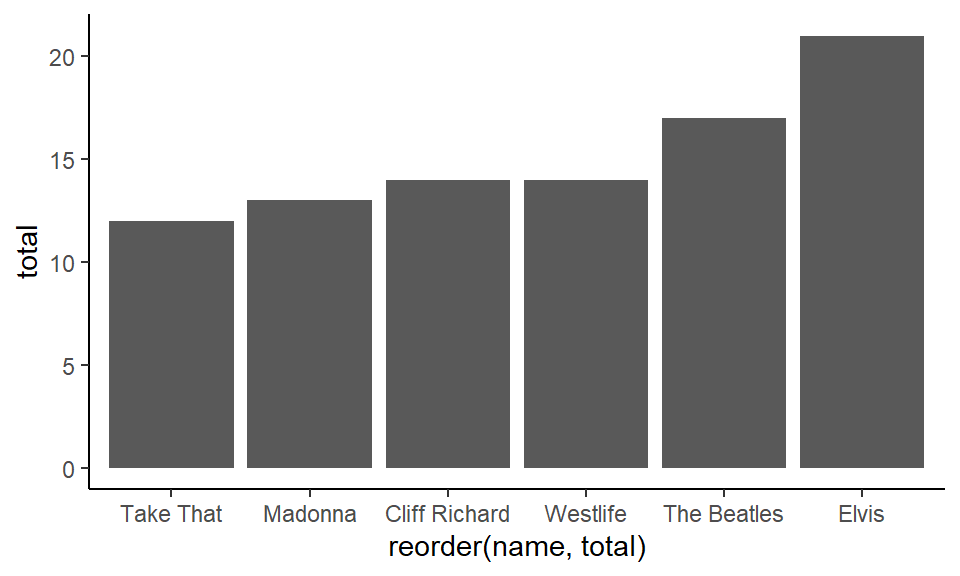 20
15
10
5
0
total
Take That Madonna Cliff Richard Westlife The Beatles Elvis
reorder(name, total)